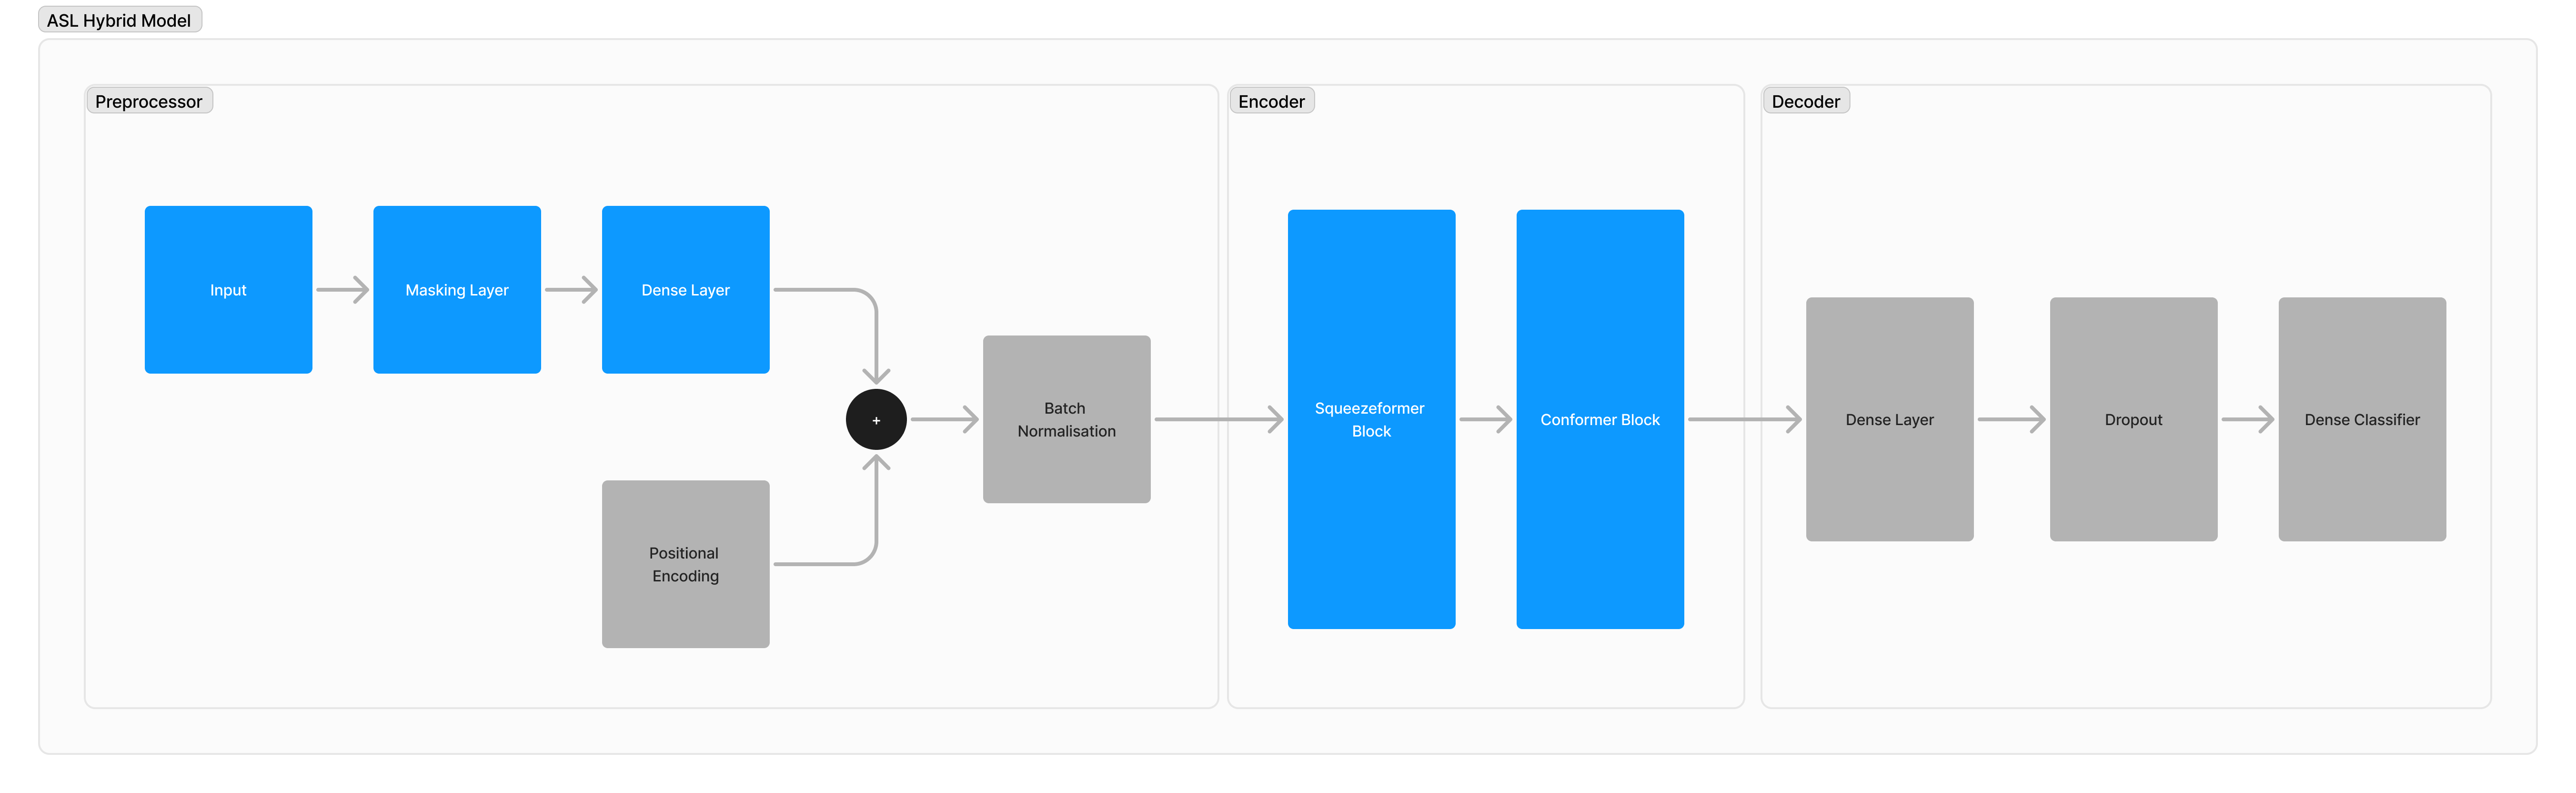 ASL Hybrid Model
Preprocessor
Input
Masking Layer
Dense Layer
+
Positional
Encoding
Batch
Normalisation
Encoder
Squeezeformer
Block
Conformer Block
Decoder
Dense Layer
Dropout
Dense Classifier